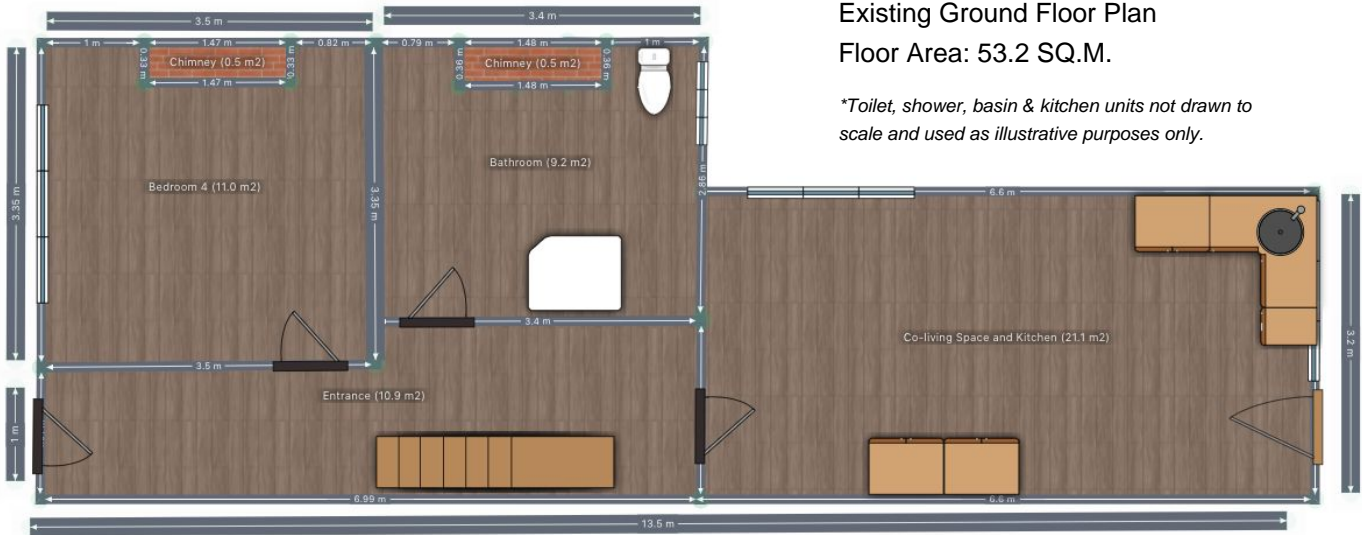 Existing Ground Floor Plan
Floor Area: 53.2 SQ.M.
*Toilet, shower, basin & kitchen units not drawn to
scale and used as illustrative purposes only.
3.5 m
3.4 m
1 m
1.47 m
0.82 m
0.79 m
1.48 m
1 m
0.33 m
Chimney (0.5 m2)
0.33 m
0.36 m
Chimney (0.5 m2)
0.36 m
1.47 m
1.48 m
Bathroom (9.2 m2)
Bedroom 4 (11.0 m2)
2.86 m
6.6 m
3.35 m
3.35 m
3.4 m
Co-living Space and Kitchen (21.1 m2)
3.2 m
3.5 m
Entrance (10.9 m2)
1 m
6.99 m
6.6 m
13.5 m